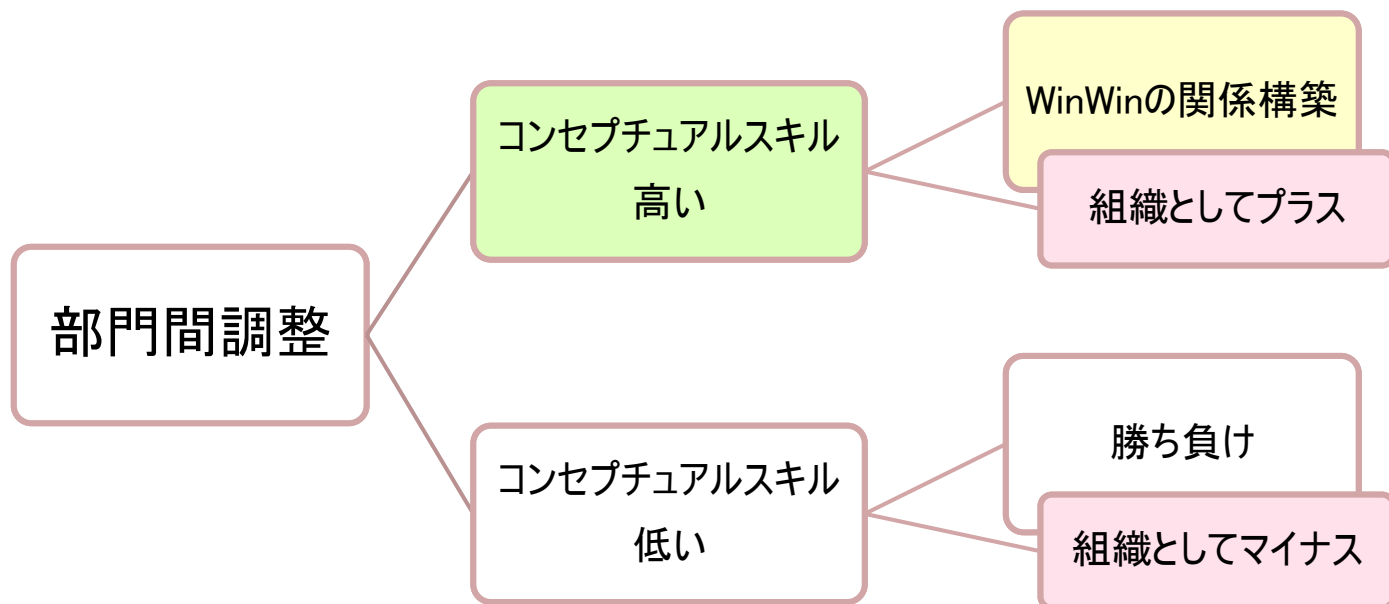 部門間調整
コンセプチュアルスキル
高い
WinWinの関係構築
組織としてプラス
コンセプチュアルスキル
低い
勝ち負け
組織としてマイナス